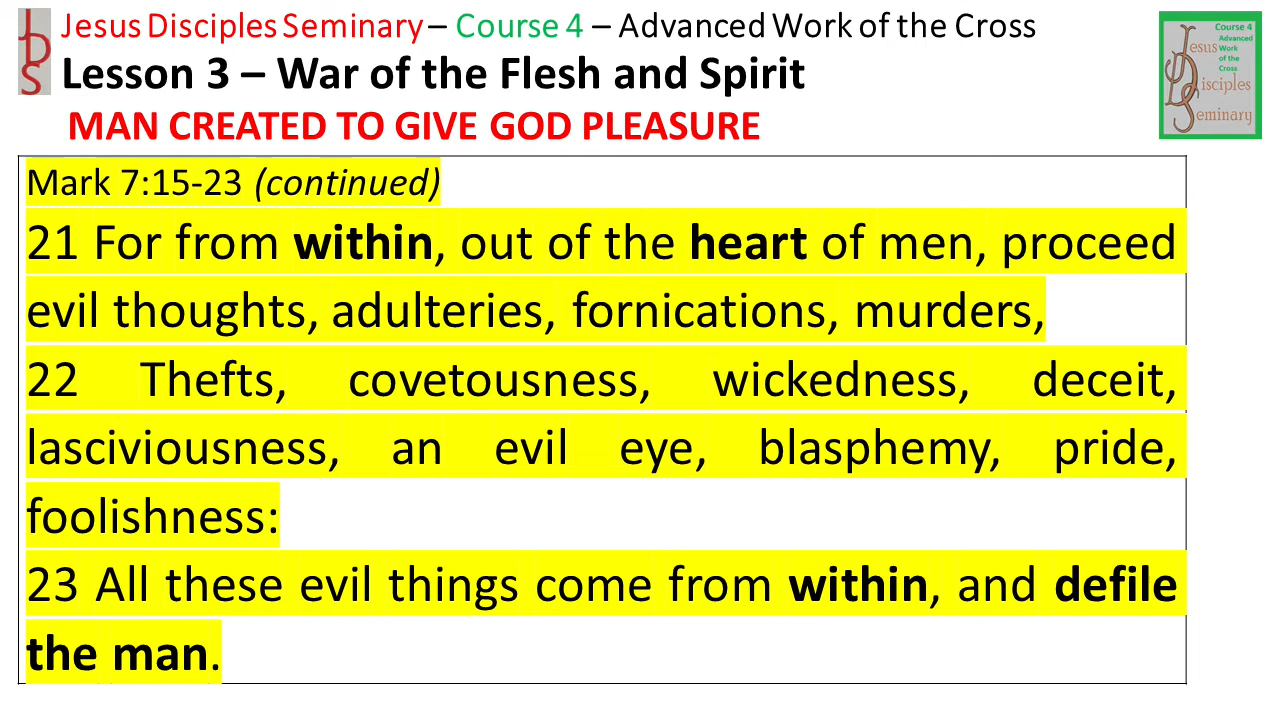 JDS
Jesus Disciples Seminary – Course 4 – Advanced Work of the Cross
Lesson 3 – War of the Flesh and Spirit
MAN CREATED TO GIVE GOD PLEASURE
Course 4
Advanced
Work
of the
Cross
Jesus
Disciples
Seminary
Mark 7:15-23 (continued)
21 For from within, out of the heart of men, proceed
evil thoughts, adulteries, fornications, murders,
22 Thefts, covetousness, wickedness, deceit,
lasciviousness, an evil eye, blasphemy, pride,
foolishness:
23 All these evil things come from within, and defile
the man.